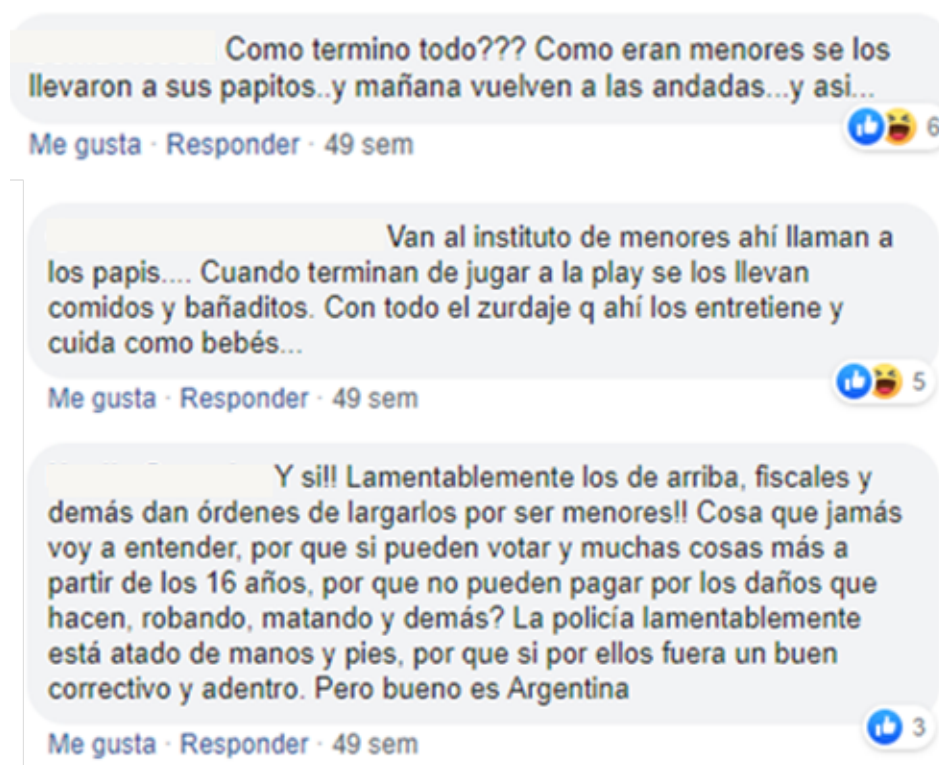 Como termino todo??? Como eran menores se los
llevaron a sus papitos..y mañana vuelven a las andadas...y asi...
6
Me gusta · Responder · 49 sem
Van al instituto de menores ahí llaman a
los papis.... Cuando terminan de jugar a la play se los llevan
comidos y bañaditos. Con todo el zurdaje q ahí los entretiene y
cuida como bebés...
5
Me gusta · Responder · 49 sem
Y si!! Lamentablemente los de arriba, fiscales y
demás dan órdenes de largarlos por ser menores!! Cosa que jamás
voy a entender, por que si pueden votar y muchas cosas más a
partir de los 16 años, por que no pueden pagar por los daños que
hacen, robando, matando y demás? La policía lamentablemente
está atado de manos y pies, por que si por ellos fuera un buen
correctivo y adentro. Pero bueno es Argentina
3
Me gusta · Responder · 49 sem